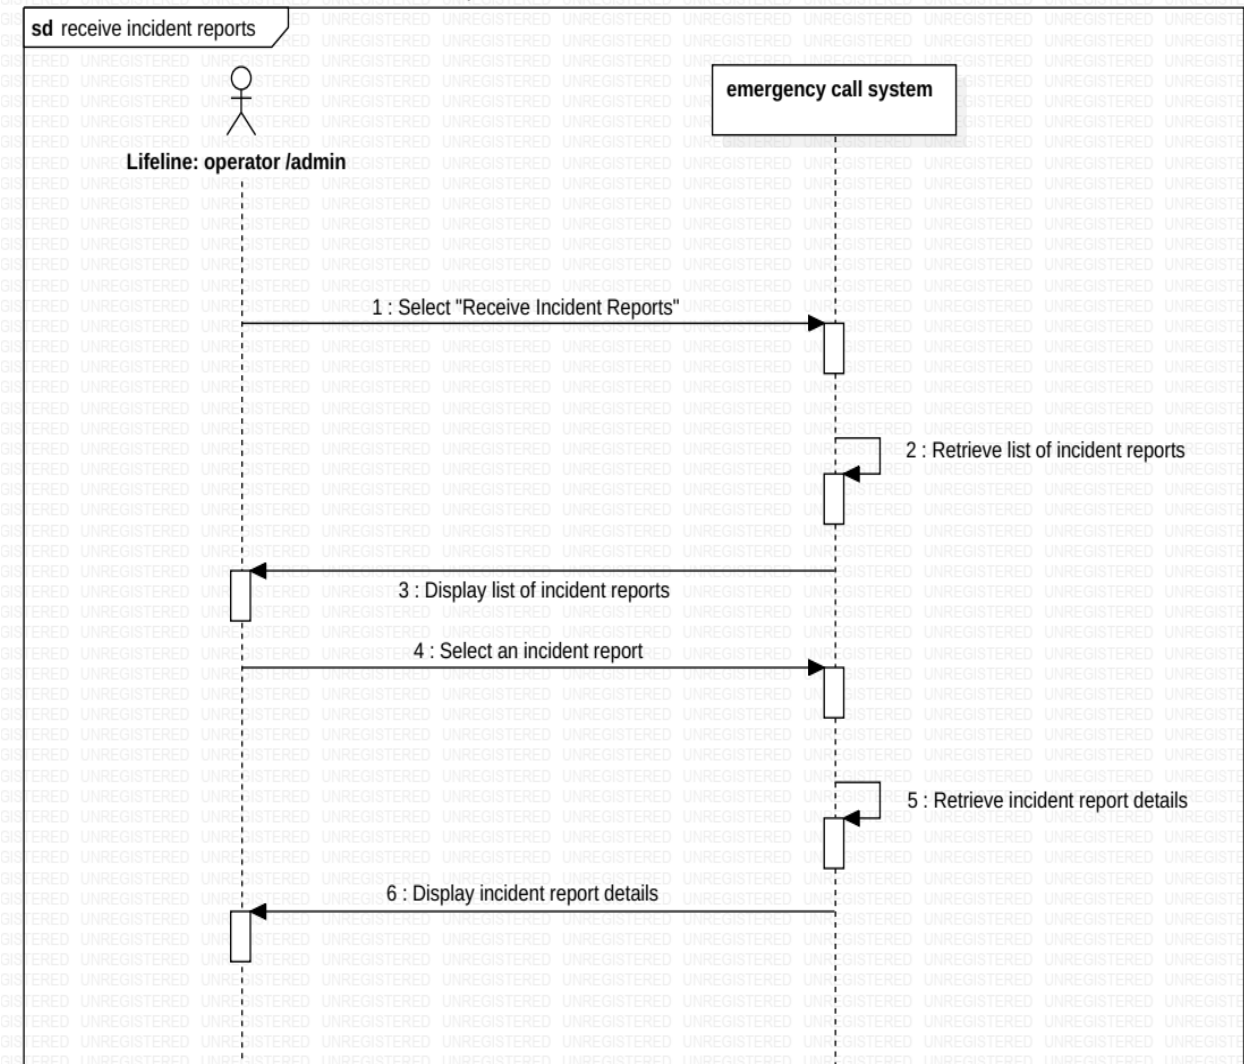 sd receive incident reports
emergency call system
Lifeline: operator /admin
1 : Select "Receive Incident Reports"
2 : Retrieve list of incident reports
3 : Display list of incident reports
4 : Select an incident report
5 : Retrieve incident report details
6 : Display incident report details
UNREGISTERED